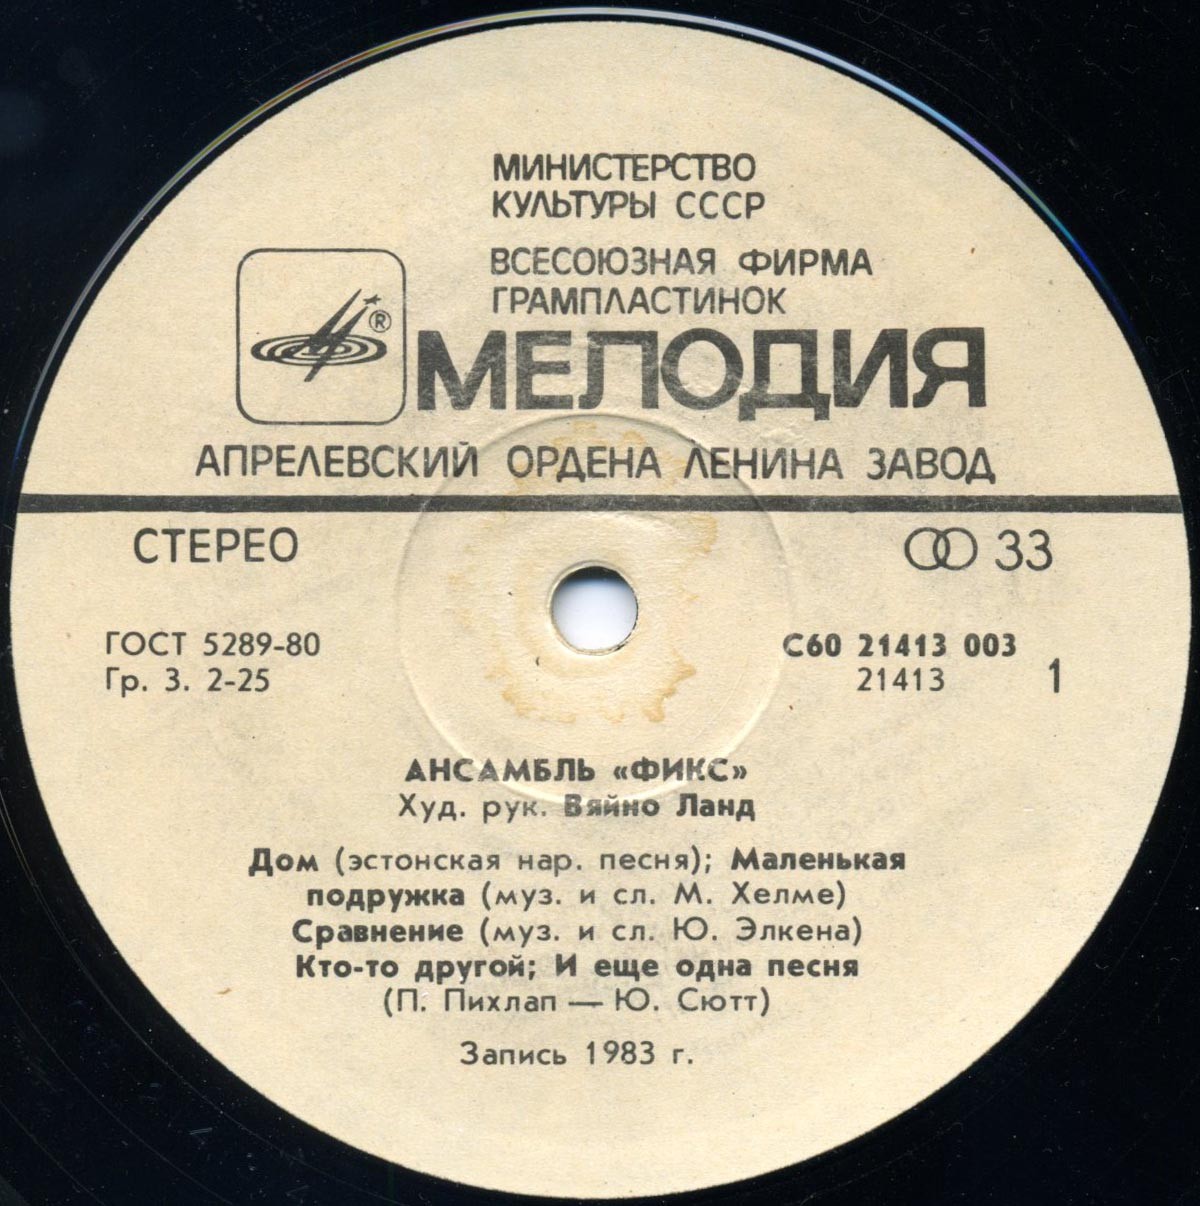 МИНИСТЕРСТВО
КУЛЬТУРЫ СССР
ВСЕСОЮЗНАЯ ФИРМА
ГРАМПЛАСТИНОК
®
МЕЛОДИЯ
АПРЕЛЕВСКИЙ ОРДЕНА ЛЕНИНА ЗАВОД
СТЕРЕО
33
ГОСТ 5289-80
Гр. 3. 2-25
С60 21413 003
21413
1
АНСАМБЛЬ «ФИКС»
Худ. рук. Вяйно Ланд
Дом (эстонская нар. песня); Маленькая
подружка (муз. и сл. М. Хелме)
Сравнение (муз. и сл. Ю. Элкена)
Кто-то другой; И еще одна песня
(П. Пихлап — Ю. Сютт)
Запись 1983 г.